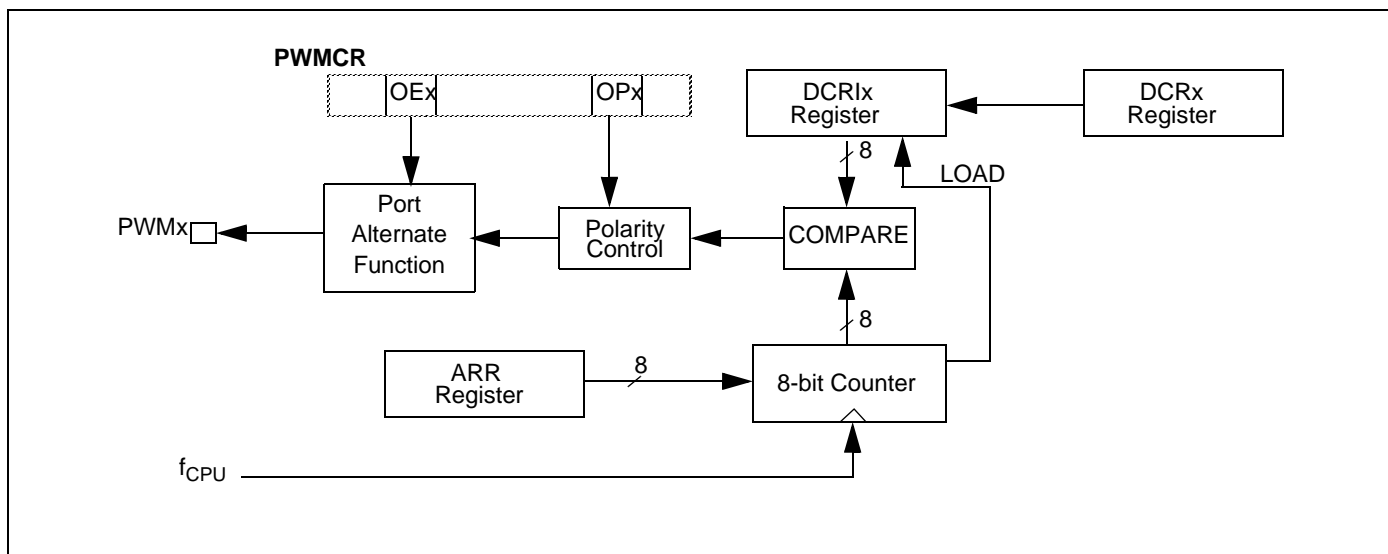 PWMCR
OEx
OPx
DCRIx
Register
DCRx
Register
8
LOAD
PWMx
Port
Alternate
Function
Polarity
Control
COMPARE
8
ARR
Register
8
8-bit Counter
fCPU